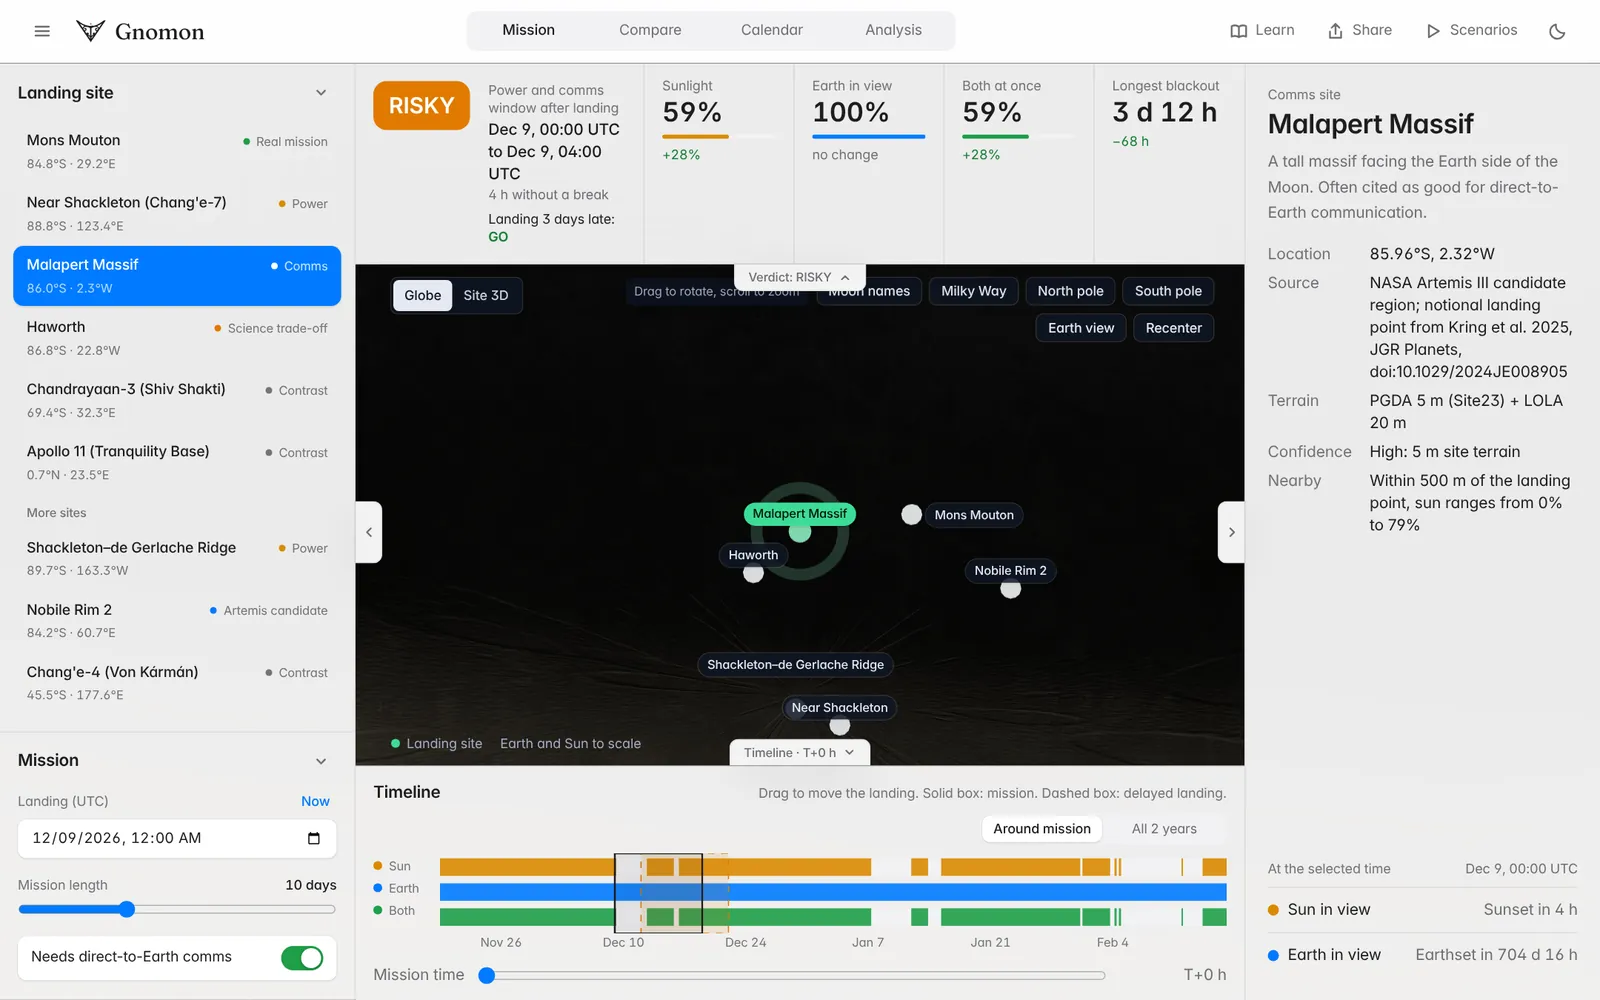 Gnomon
Mission
Compare
Calendar
Analysis
Learn
Share
Scenarios
Landing site
Mons Mouton
Real mission
84.8°S · 29.2°E
Near Shackleton (Chang'e-7)
Power
88.8°S · 123.4°E
Malapert Massif
Comms
86.0°S · 2.3°W
Haworth
Science trade-off
86.8°S · 22.8°W
Chandrayaan-3 (Shiv Shakti)
Contrast
69.4°S · 32.3°E
Apollo 11 (Tranquility Base)
Contrast
0.7°N · 23.5°E
More sites
Shackleton–de Gerlache Ridge
Power
89.7°S · 163.3°W
Nobile Rim 2
Artemis candidate
84.2°S · 60.7°E
Chang'e-4 (Von Kármán)
Contrast
45.5°S · 177.6°E
Mission
Landing (UTC)
Now
12/09/2026, 12:00 AM
Mission length
10 days
Needs direct-to-Earth comms
RISKY
Power and comms
window after landing
Dec 9, 00:00 UTC
to Dec 9, 04:00
UTC
4 h without a break
Landing 3 days late:
GO
Sunlight
59%
+28%
Earth in view
100%
no change
Both at once
59%
+28%
Longest blackout
3 d 12 h
−68 h
Verdict: RISKY
Globe
Site 3D
Drag to rotate, scroll to zoom
Moon names
Milky Way
North pole
South pole
Earth view
Recenter
Malapert Massif
Mons Mouton
Haworth
Nobile Rim 2
Shackleton–de Gerlache Ridge
Near Shackleton
Landing site
Earth and Sun to scale
Timeline · T+0 h
Timeline
Drag to move the landing. Solid box: mission. Dashed box: delayed landing.
Around mission
All 2 years
Sun
Earth
Both
Nov 26
Dec 10
Dec 24
Jan 7
Jan 21
Feb 4
Mission time
T+0 h
Comms site
Malapert Massif
A tall massif facing the Earth side of the
Moon. Often cited as good for direct-to-
Earth communication.
Location
85.96°S, 2.32°W
Source
NASA Artemis III candidate
region; notional landing
point from Kring et al. 2025,
JGR Planets,
doi:10.1029/2024JE008905
Terrain
PGDA 5 m (Site23) + LOLA
20 m
Confidence
High: 5 m site terrain
Nearby
Within 500 m of the landing
point, sun ranges from 0%
to 79%
At the selected time
Dec 9, 00:00 UTC
Sun in view
Sunset in 4 h
Earth in view
Earthset in 704 d 16 h